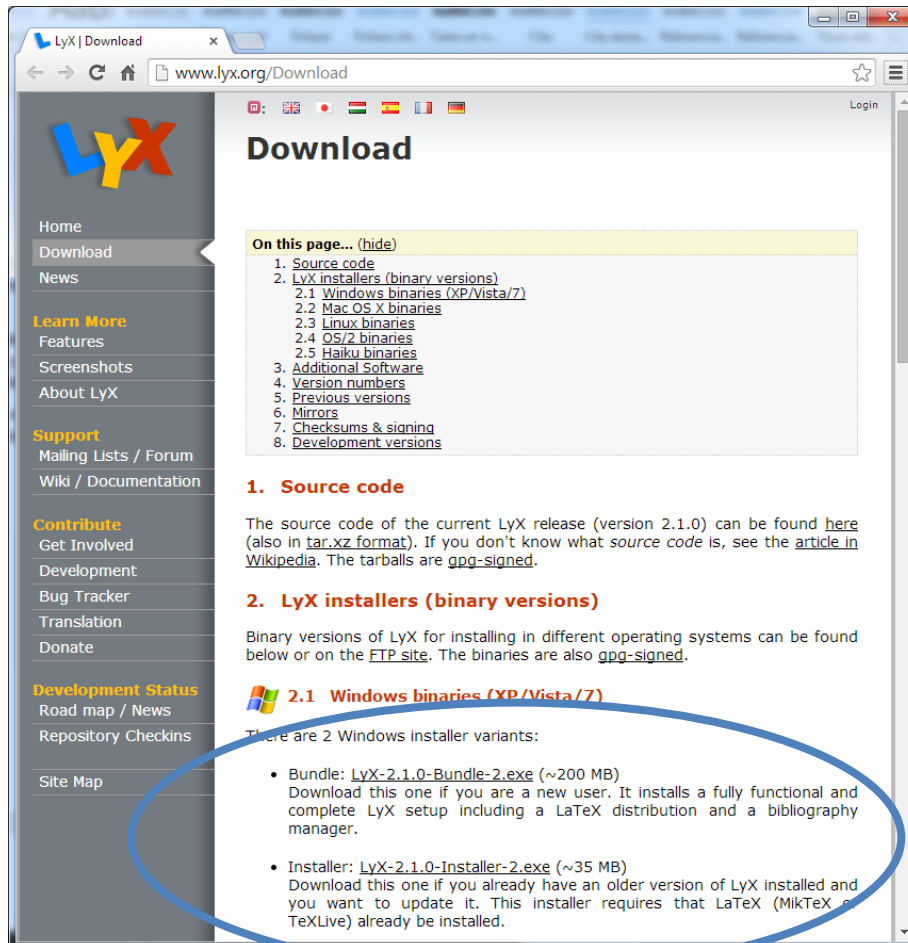 LyX | Download
www.lyx.org/Download
LyX
Home
Download
News
Learn More
Features
Screenshots
About LyX
Support
Mailing Lists / Forum
Wiki / Documentation
Contribute
Get Involved
Development
Bug Tracker
Translation
Donate
Development Status
Road map / News
Repository Checkins
Site Map
Login
Download
On this page... (hide)
1. Source code
2. LyX installers (binary versions)
2.1 Windows binaries (XP/Vista/7)
2.2 Mac OS X binaries
2.3 Linux binaries
2.4 OS/2 binaries
2.5 Haiku binaries
3. Additional Software
4. Version numbers
5. Previous versions
6. Mirrors
7. Checksums & signing
8. Development versions
1. Source code
The source code of the current LyX release (version 2.1.0) can be found here
(also in tar.xz format). If you don't know what source code is, see the article in
Wikipedia. The tarballs are gpg-signed.
2. LyX installers (binary versions)
Binary versions of LyX for installing in different operating systems can be found
below or on the FTP site. The binaries are also gpg-signed.
2.1 Windows binaries (XP/Vista/7)
There are 2 Windows installer variants:
• Bundle: LyX-2.1.0-Bundle-2.exe (~200 MB)
Download this one if you are a new user. It installs a fully functional and
complete LyX setup including a LaTeX distribution and a bibliography
manager.
• Installer: LyX-2.1.0-Installer-2.exe (~35 MB)
Download this one if you already have an older version of LyX installed and
you want to update it. This installer requires that LaTeX (MikTeX or
TeXLive) already be installed.